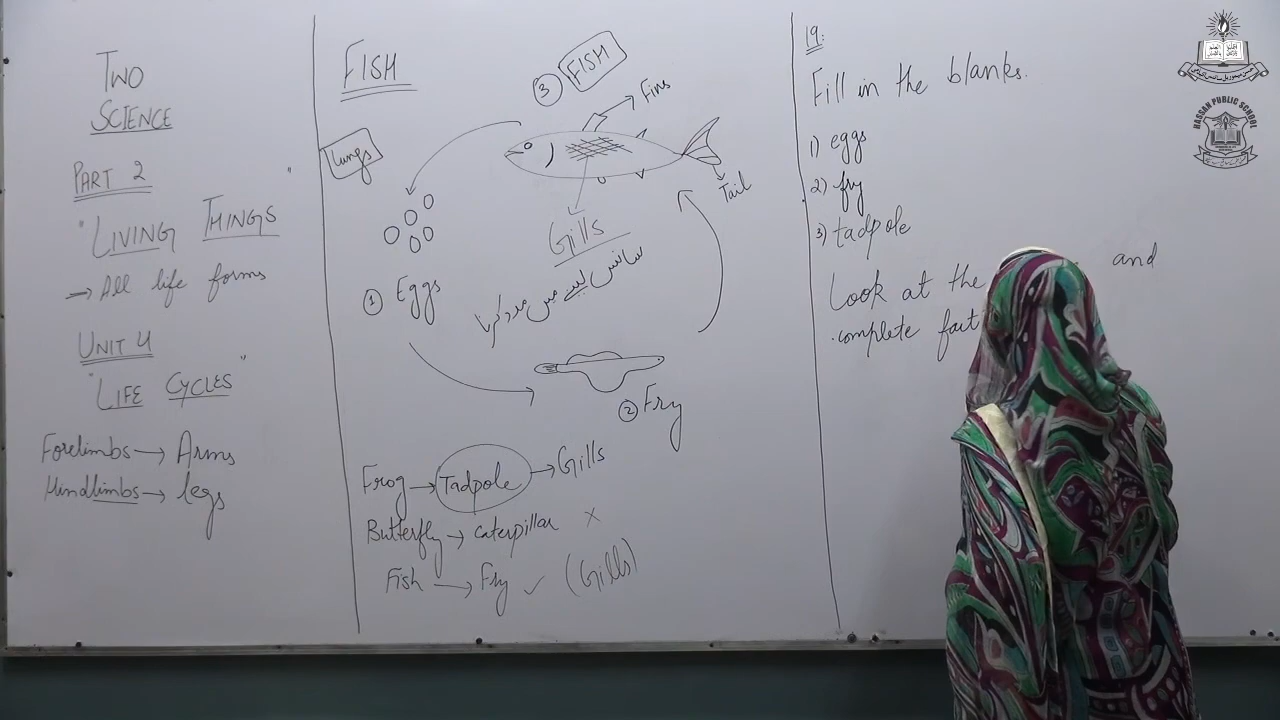 TWO
SCIENCE
PART 2
"LIVING THINGS"
→ All life forms
UNIT 4
"LIFE CYCLES"
Forelimbs → Arms
Hindlimbs → legs
FISH
③ FISH
Fins
Lungs
Tail
Gills
سانس لینے میں مدد کرنا
① Eggs
② Fry
Frog → Tadpole → Gills
Butterfly → caterpillar ×
Fish → Fry ✓ (Gills)
19:
Fill in the blanks.
1) eggs
2) fry
3) tadpole
Look at the and
complete
HASSAN PUBLIC SCHOOL